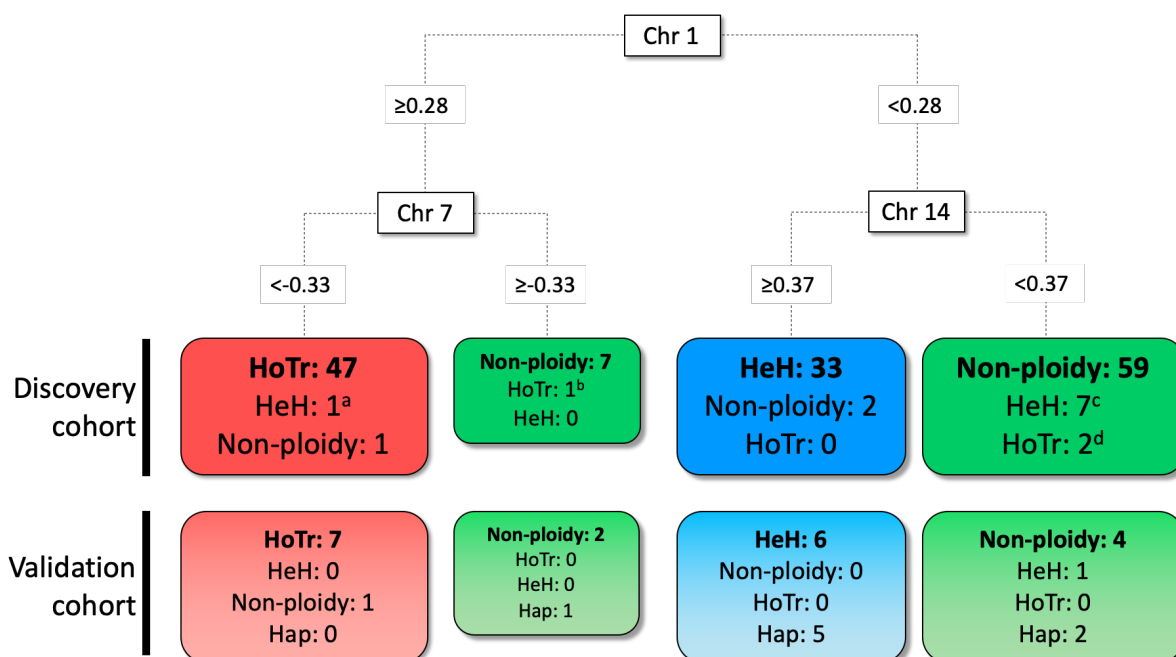 Chr 1
≥0.28
<0.28
Chr 7
Chr 14
<-0.33
≥-0.33
≥0.37
<0.37
Discovery
cohort
HoTr: 47
HeH: 1ᵃ
Non-ploidy: 1
Non-ploidy: 7
HoTr: 1ᵇ
HeH: 0
HeH: 33
Non-ploidy: 2
HoTr: 0
Non-ploidy: 59
HeH: 7ᶜ
HoTr: 2ᵈ
Validation
cohort
HoTr: 7
HeH: 0
Non-ploidy: 1
Hap: 0
Non-ploidy: 2
HoTr: 0
HeH: 0
Hap: 1
HeH: 6
Non-ploidy: 0
HoTr: 0
Hap: 5
Non-ploidy: 4
HeH: 1
HoTr: 0
Hap: 2